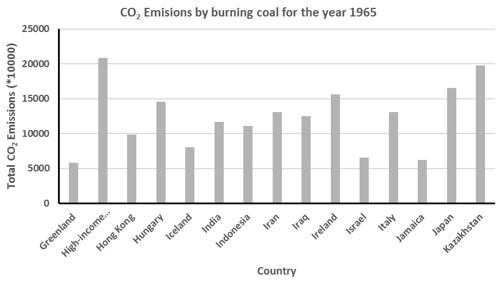 CO₂ Emisions by burning coal for the year 1965
Total CO₂ Emissions (*10000)
25000
20000
15000
10000
5000
0
Greenland
High-income...
Hong Kong
Hungary
Iceland
India
Indonesia
Iran
Iraq
Ireland
Israel
Italy
Jamaica
Japan
Kazakhstan
Country